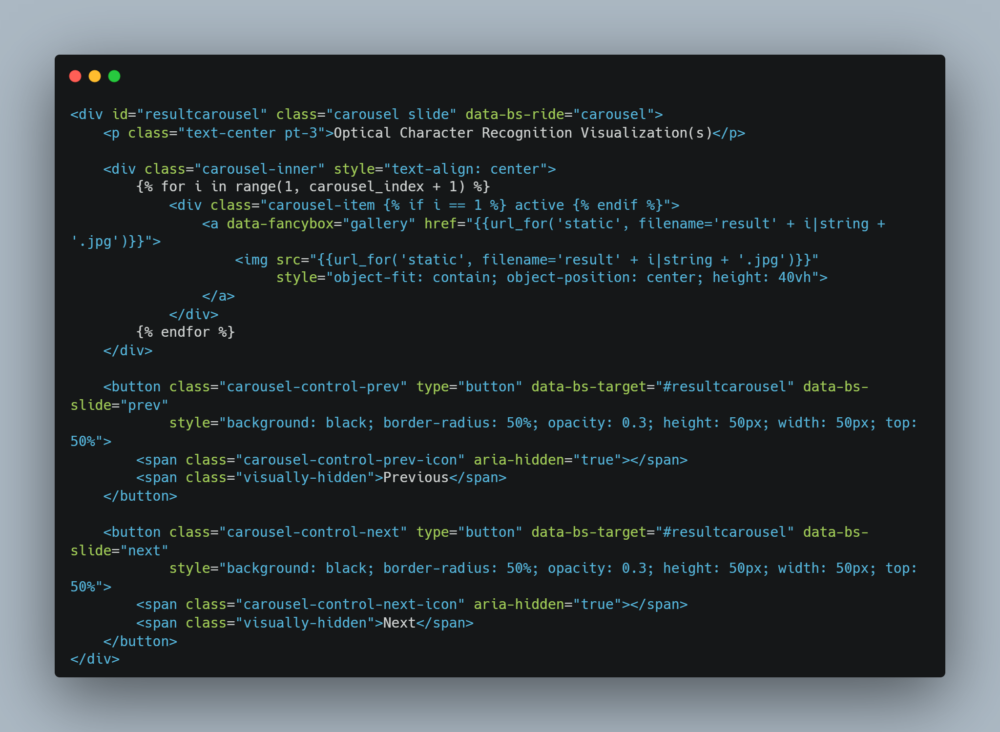 <div id="resultcarousel" class="carousel slide" data-bs-ride="carousel">
    <p class="text-center pt-3">Optical Character Recognition Visualization(s)</p>

    <div class="carousel-inner" style="text-align: center">
        {% for i in range(1, carousel_index + 1) %}
            <div class="carousel-item {% if i == 1 %} active {% endif %}">
                <a data-fancybox="gallery" href="{{url_for('static', filename='result' + i|string +
'.jpg')}}">
                    <img src="{{url_for('static', filename='result' + i|string + '.jpg')}}"
                         style="object-fit: contain; object-position: center; height: 40vh">
                </a>
            </div>
        {% endfor %}
    </div>

    <button class="carousel-control-prev" type="button" data-bs-target="#resultcarousel" data-bs-
slide="prev"
            style="background: black; border-radius: 50%; opacity: 0.3; height: 50px; width: 50px; top:
50%">
        <span class="carousel-control-prev-icon" aria-hidden="true"></span>
        <span class="visually-hidden">Previous</span>
    </button>

    <button class="carousel-control-next" type="button" data-bs-target="#resultcarousel" data-bs-
slide="next"
            style="background: black; border-radius: 50%; opacity: 0.3; height: 50px; width: 50px; top:
50%">
        <span class="carousel-control-next-icon" aria-hidden="true"></span>
        <span class="visually-hidden">Next</span>
    </button>
</div>